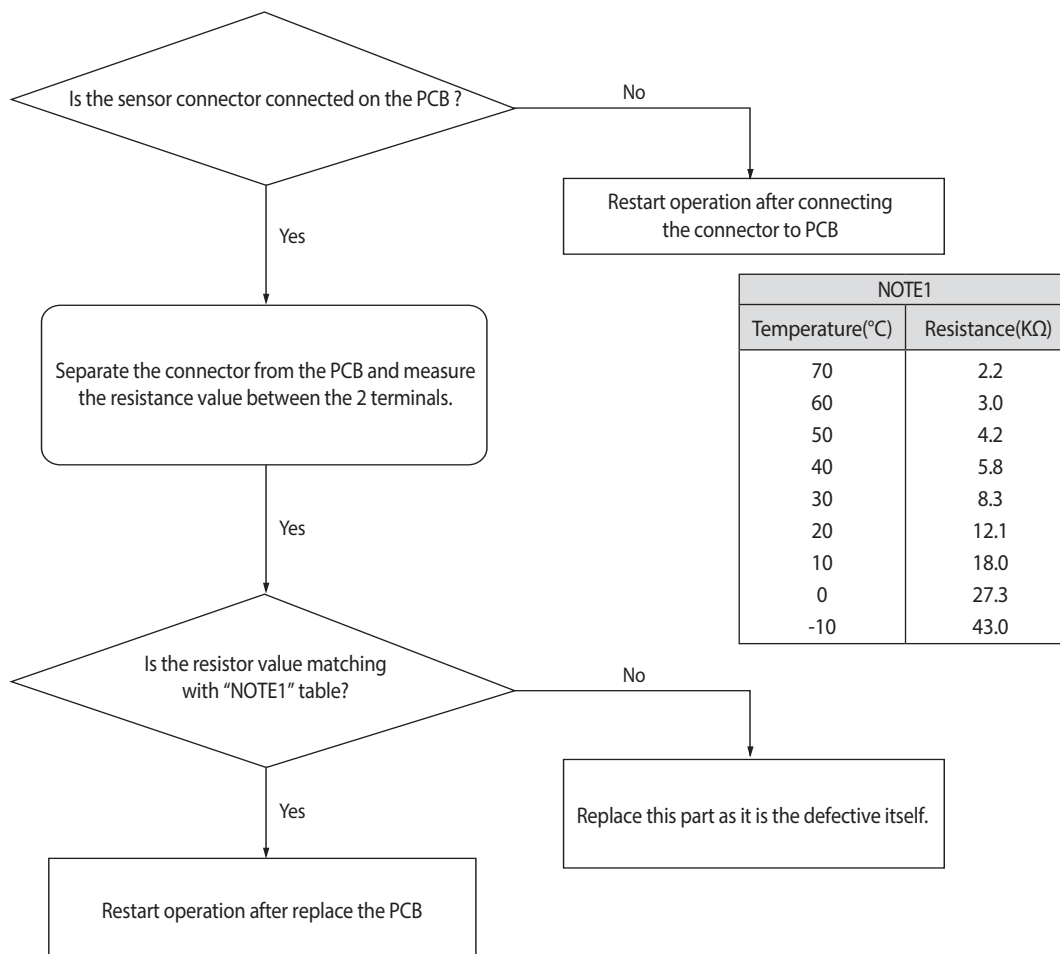 Is the sensor connector connected on the PCB ?
No
Restart operation after connecting
the connector to PCB
Yes
Separate the connector from the PCB and measure
the resistance value between the 2 terminals.
NOTE1
Temperature(°C) Resistance(KΩ)
70 2.2
60 3.0
50 4.2
40 5.8
30 8.3
20 12.1
10 18.0
0 27.3
-10 43.0
Yes
Is the resistor value matching
with “NOTE1” table?
No
Replace this part as it is the defective itself.
Yes
Restart operation after replace the PCB